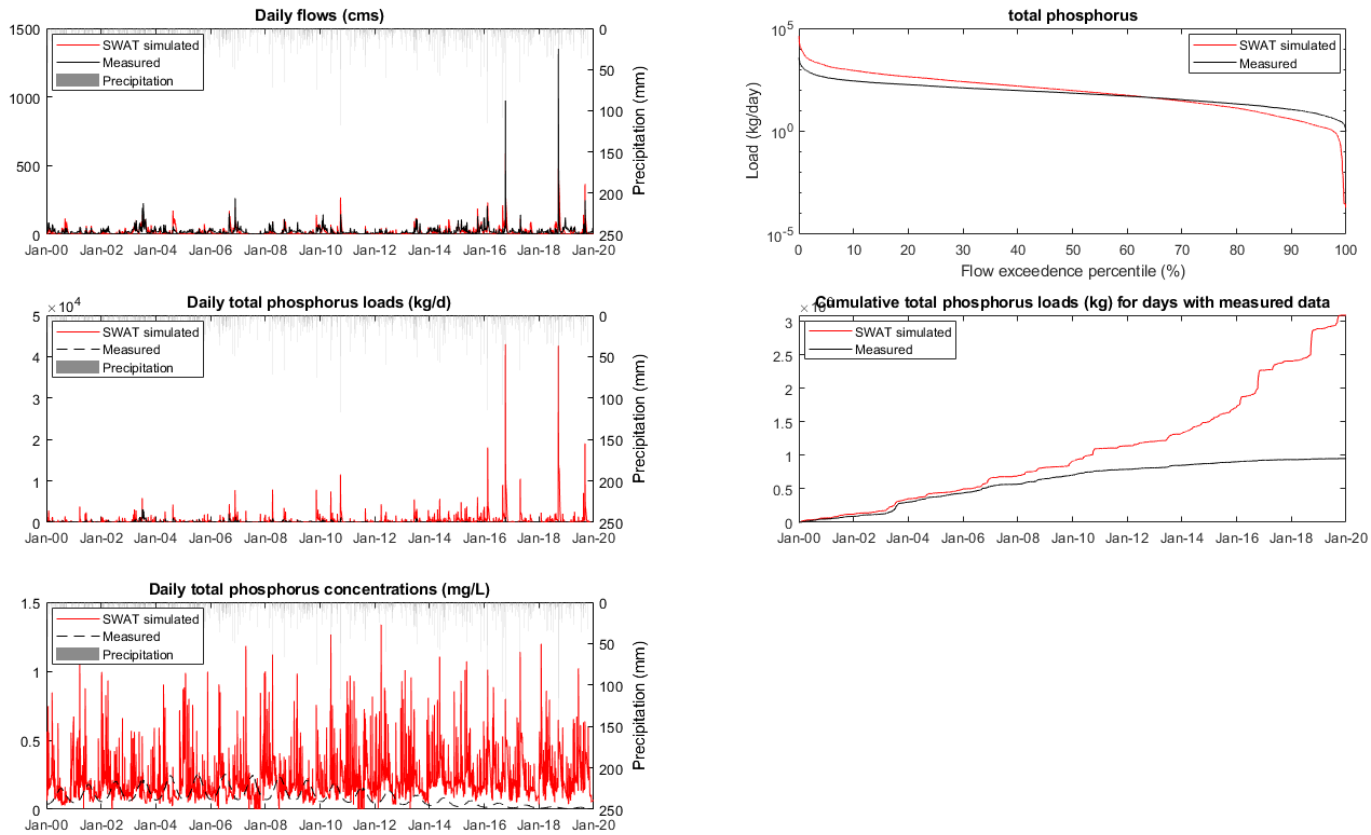 Daily flows (cms)
1500
1000
500
0
0
50
100
150
200
250
Precipitation (mm)
SWAT simulated
Measured
Precipitation
Jan-00 Jan-02 Jan-04 Jan-06 Jan-08 Jan-10 Jan-12 Jan-14 Jan-16 Jan-18 Jan-20
total phosphorus
10^5
10^0
10^-5
Load (kg/day)
SWAT simulated
Measured
0 10 20 30 40 50 60 70 80 90 100
Flow exceedence percentile (%)
Daily total phosphorus loads (kg/d)
×10^4
5
4
3
2
1
0
0
50
100
150
200
250
Precipitation (mm)
SWAT simulated
Measured
Precipitation
Jan-00 Jan-02 Jan-04 Jan-06 Jan-08 Jan-10 Jan-12 Jan-14 Jan-16 Jan-18 Jan-20
Cumulative total phosphorus loads (kg) for days with measured data
×10
3
2.5
2
1.5
1
0.5
0
SWAT simulated
Measured
Jan-00 Jan-02 Jan-04 Jan-06 Jan-08 Jan-10 Jan-12 Jan-14 Jan-16 Jan-18 Jan-20
Daily total phosphorus concentrations (mg/L)
1.5
1
0.5
0
0
50
100
150
200
250
Precipitation (mm)
SWAT simulated
Measured
Precipitation
Jan-00 Jan-02 Jan-04 Jan-06 Jan-08 Jan-10 Jan-12 Jan-14 Jan-16 Jan-18 Jan-20